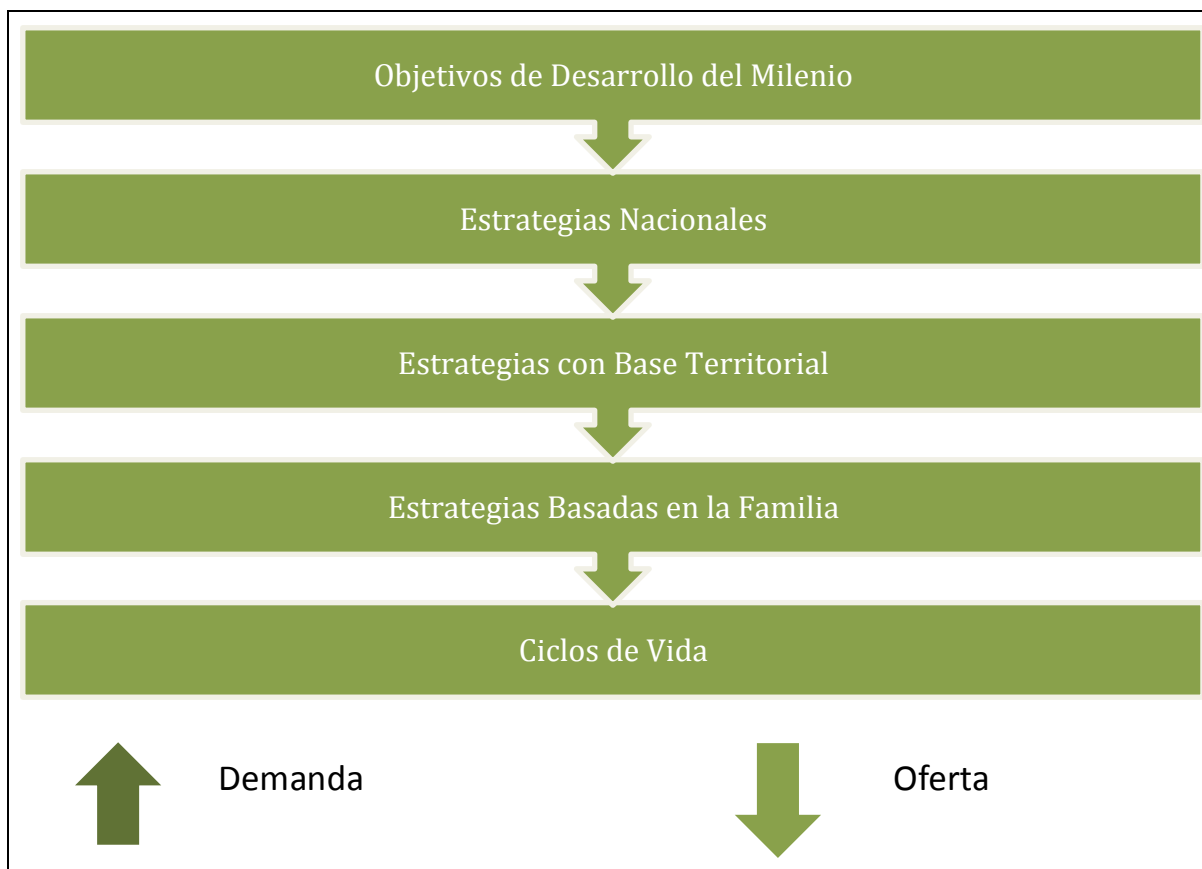 Objetivos de Desarrollo del Milenio
Estrategias Nacionales
Estrategias con Base Territorial
Estrategias Basadas en la Familia
Ciclos de Vida
Demanda
Oferta